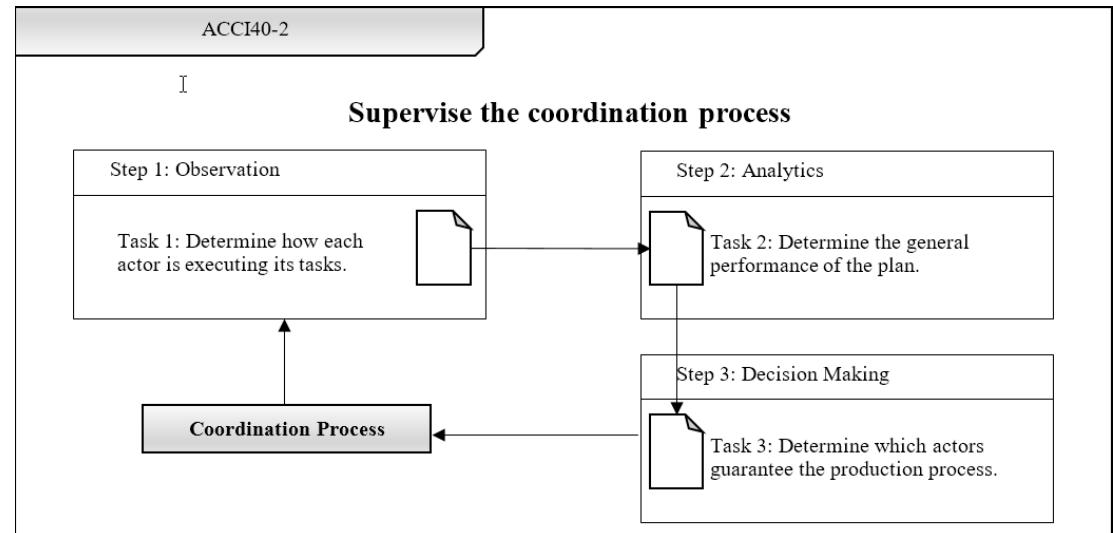 ACCI40-2
Supervise the coordination process
Step 1: Observation
Task 1: Determine how each
actor is executing its tasks.
Step 2: Analytics
Task 2: Determine the general
performance of the plan.
Step 3: Decision Making
Task 3: Determine which actors
guarantee the production process.
Coordination Process